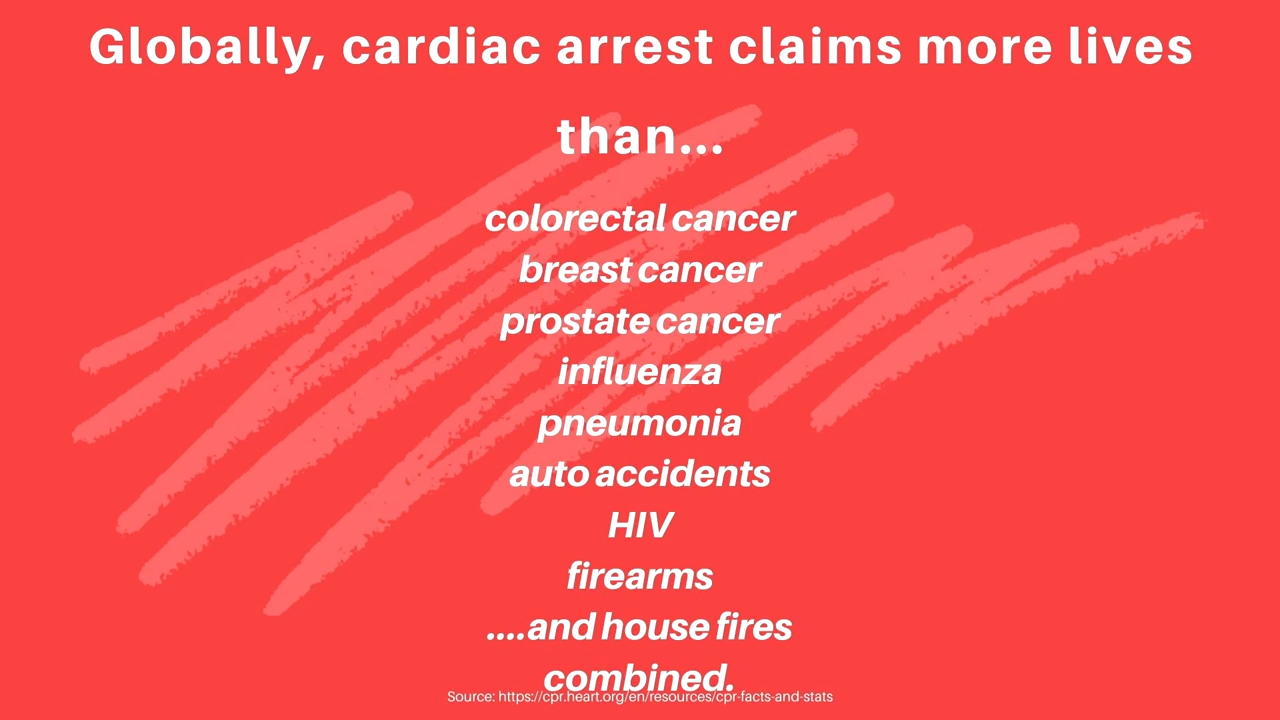 Globally, cardiac arrest claims more lives
than...
colorectal cancer
breast cancer
prostate cancer
influenza
pneumonia
auto accidents
HIV
firearms
....and house fires
combined.
Source: https://cpr.heart.org/en/resources/cpr-facts-and-stats